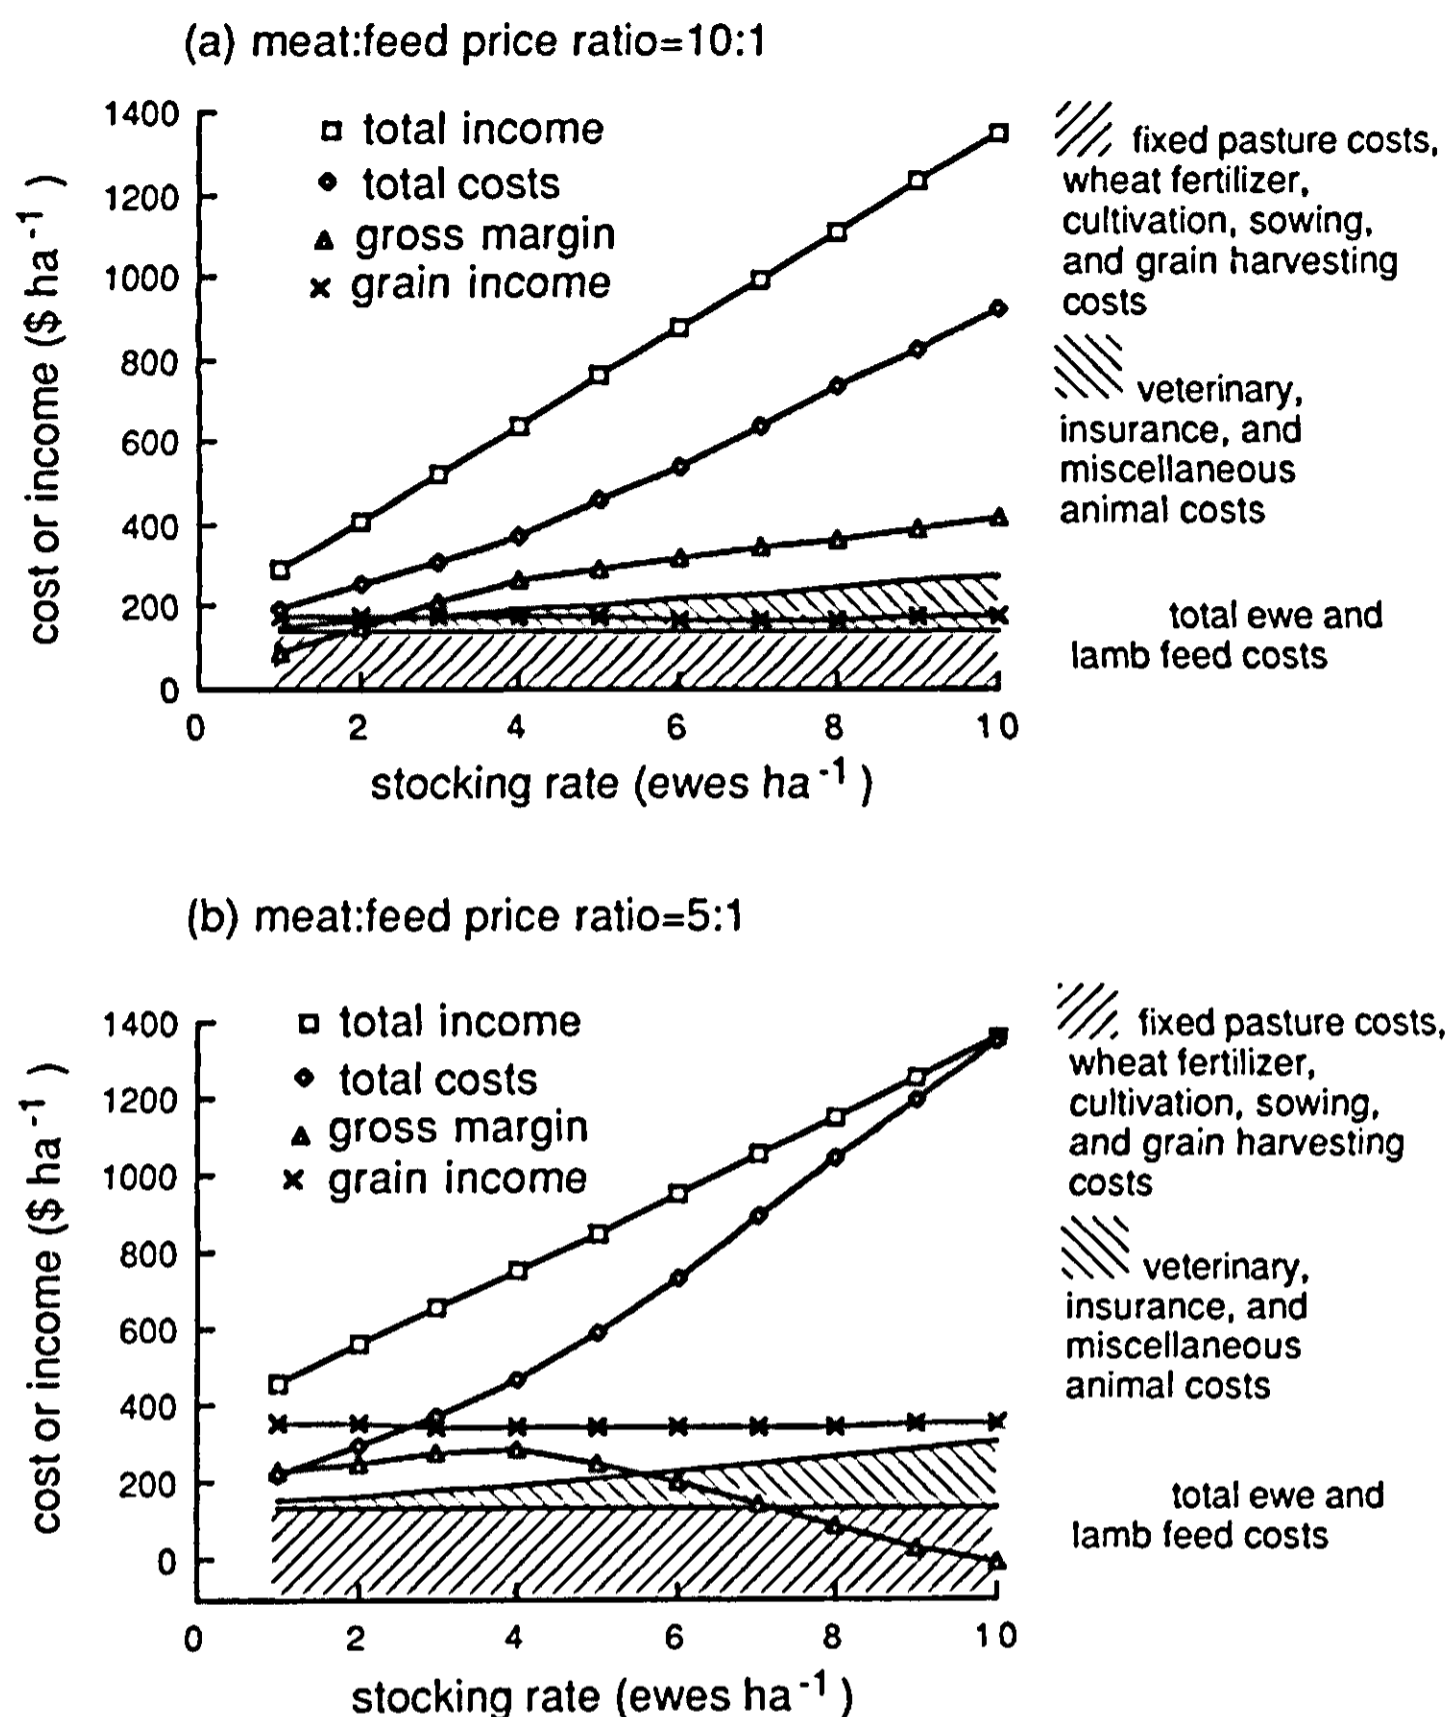 (a) meat:feed price ratio=10:1
cost or income ($ ha⁻¹)
1400
1200
1000
800
600
400
200
0
total income
total costs
gross margin
grain income
fixed pasture costs,
wheat fertilizer,
cultivation, sowing,
and grain harvesting
costs
veterinary,
insurance, and
miscellaneous
animal costs
total ewe and
lamb feed costs
0 2 4 6 8 10
stocking rate (ewes ha⁻¹)
(b) meat:feed price ratio=5:1
cost or income ($ ha⁻¹)
1400
1200
1000
800
600
400
200
0
total income
total costs
gross margin
grain income
fixed pasture costs,
wheat fertilizer,
cultivation, sowing,
and grain harvesting
costs
veterinary,
insurance, and
miscellaneous
animal costs
total ewe and
lamb feed costs
0 2 4 6 8 10
stocking rate (ewes ha⁻¹)